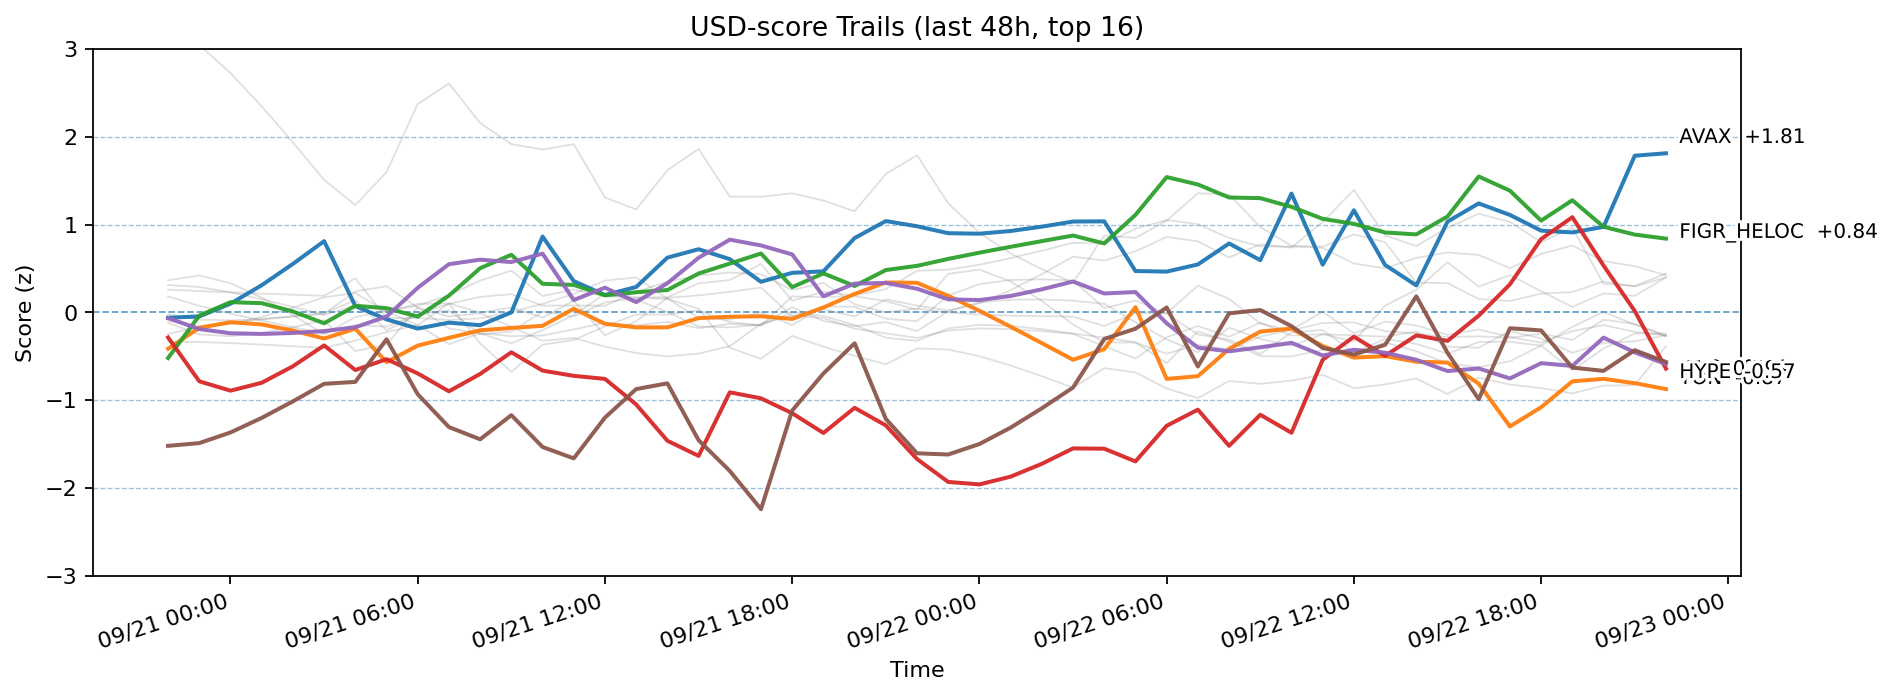 USD-score Trails (last 48h, top 16)
Score (z)
3
2
1
0
−1
−2
−3
AVAX +1.81
FIGR_HELOC +0.84
HYPE -0.57
09/21 00:00
09/21 06:00
09/21 12:00
09/21 18:00
09/22 00:00
09/22 06:00
09/22 12:00
09/22 18:00
09/23 00:00
Time